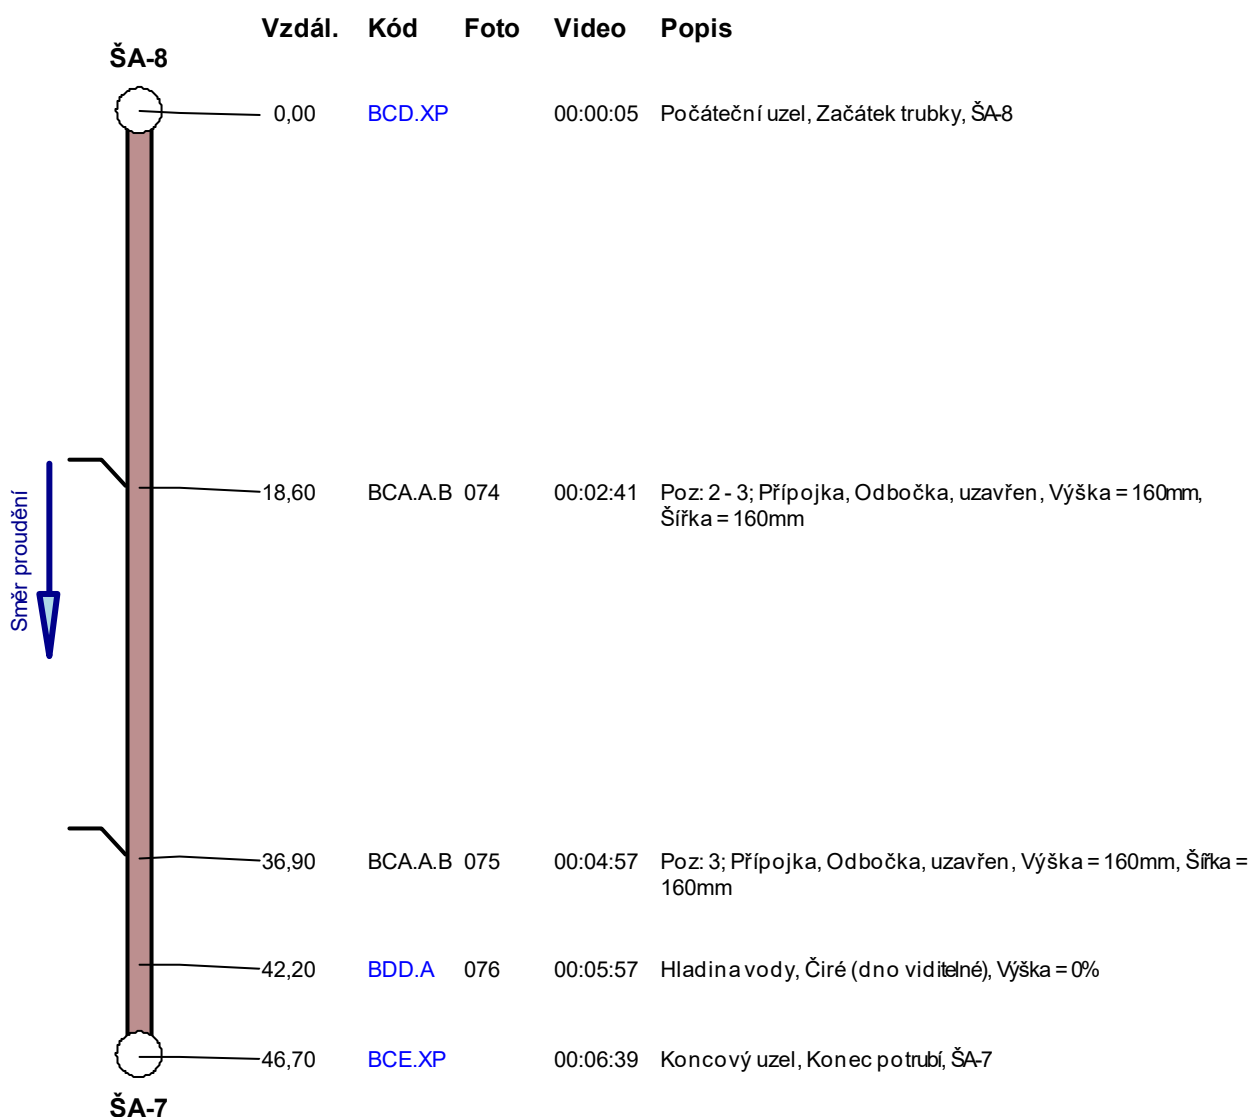 Vzdál. Kód Foto Video Popis
ŠA-8
0,00 BCD.XP 00:00:05 Počáteční uzel, Začátek trubky, ŠA-8
18,60 BCA.A.B 074 00:02:41 Poz: 2 - 3; Přípojka, Odbočka, uzavřen, Výška = 160mm,
Šířka = 160mm
Směr proudění
36,90 BCA.A.B 075 00:04:57 Poz: 3; Přípojka, Odbočka, uzavřen, Výška = 160mm, Šířka =
160mm
42,20 BDD.A 076 00:05:57 Hladina vody, Čiré (dno viditelné), Výška = 0%
46,70 BCE.XP 00:06:39 Koncový uzel, Konec potrubí, ŠA-7
ŠA-7